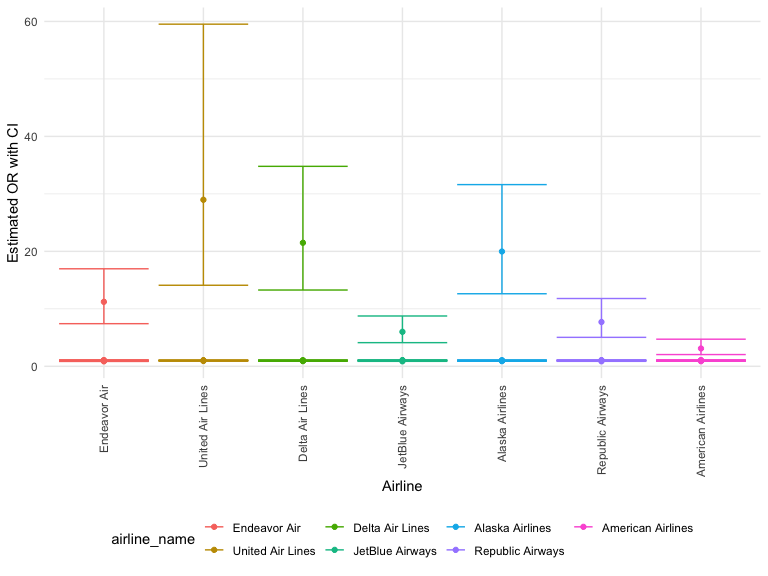 60
40
20
0
Estimated OR with CI
Endeavor Air
United Air Lines
Delta Air Lines
JetBlue Airways
Alaska Airlines
Republic Airways
American Airlines
Airline
airline_name
Endeavor Air
Delta Air Lines
Alaska Airlines
American Airlines
United Air Lines
JetBlue Airways
Republic Airways